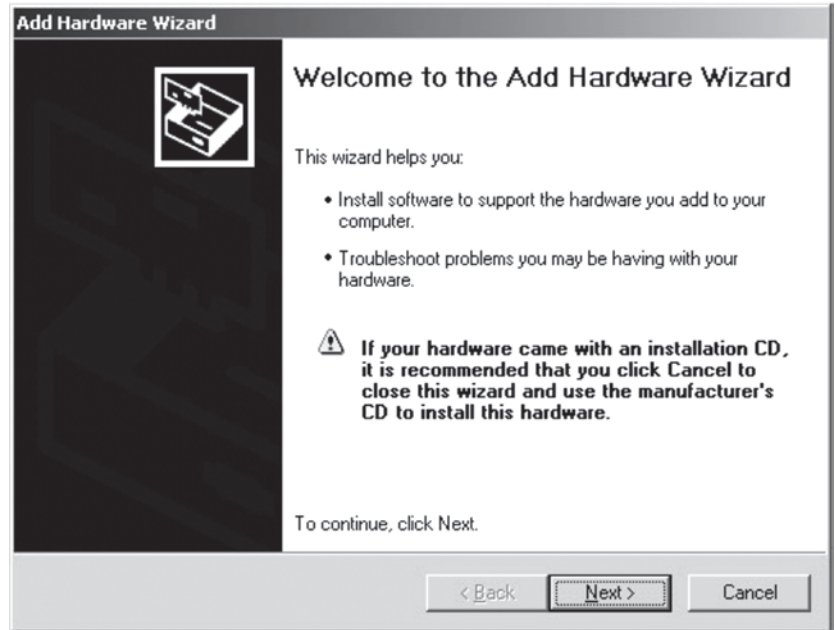 Add Hardware Wizard
Welcome to the Add Hardware Wizard
This wizard helps you:
• Install software to support the hardware you add to your
computer.
• Troubleshoot problems you may be having with your
hardware.
If your hardware came with an installation CD,
it is recommended that you click Cancel to
close this wizard and use the manufacturer's
CD to install this hardware.
To continue, click Next.
< Back Next > Cancel